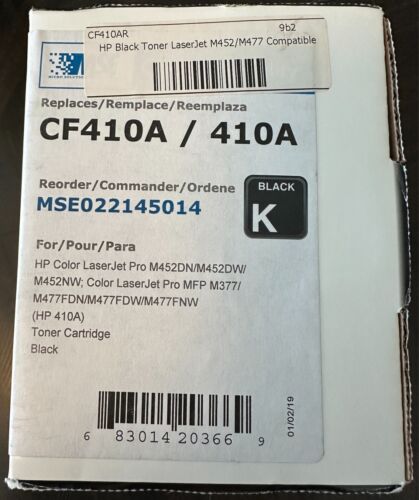 CF410AR 9b2
HP Black Toner LaserJet M452/M477 Compatible
MICRO SOLUTIONS
Replaces/Remplace/Reemplaza
CF410A / 410A
Reorder/Commander/Ordene
MSE022145014
BLACK
K
For/Pour/Para
HP Color LaserJet Pro M452DN/M452DW/
M452NW; Color LaserJet Pro MFP M377/
M477FDN/M477FDW/M477FNW
(HP 410A)
Toner Cartridge
Black
6 83014 20366 9
01/02/19